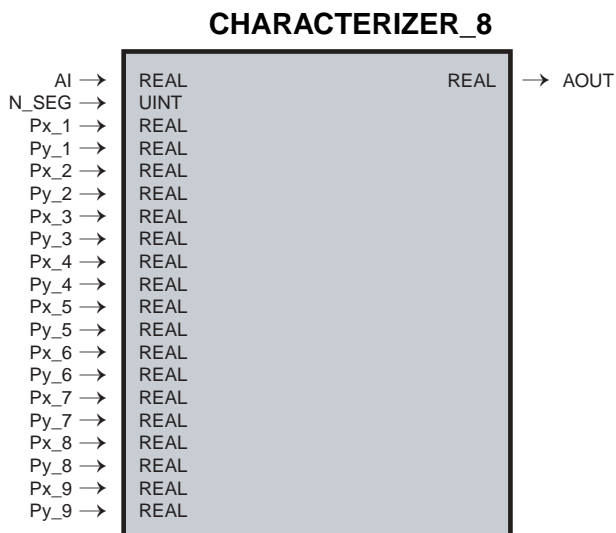 CHARACTERIZER_8
AI → REAL REAL → AOUT
N_SEG → UINT
Px_1 → REAL
Py_1 → REAL
Px_2 → REAL
Py_2 → REAL
Px_3 → REAL
Py_3 → REAL
Px_4 → REAL
Py_4 → REAL
Px_5 → REAL
Py_5 → REAL
Px_6 → REAL
Py_6 → REAL
Px_7 → REAL
Py_7 → REAL
Px_8 → REAL
Py_8 → REAL
Px_9 → REAL
Py_9 → REAL